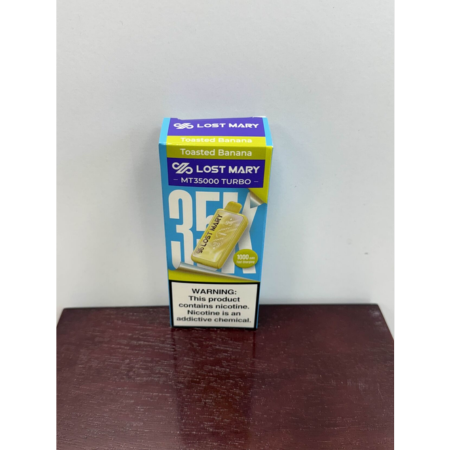 LOST MARY
Toasted Banana
Toasted Banana
LOST MARY
MT35000 TURBO
35K
LOST MARY
WARNING:
This product
contains nicotine.
Nicotine is an
addictive chemical.